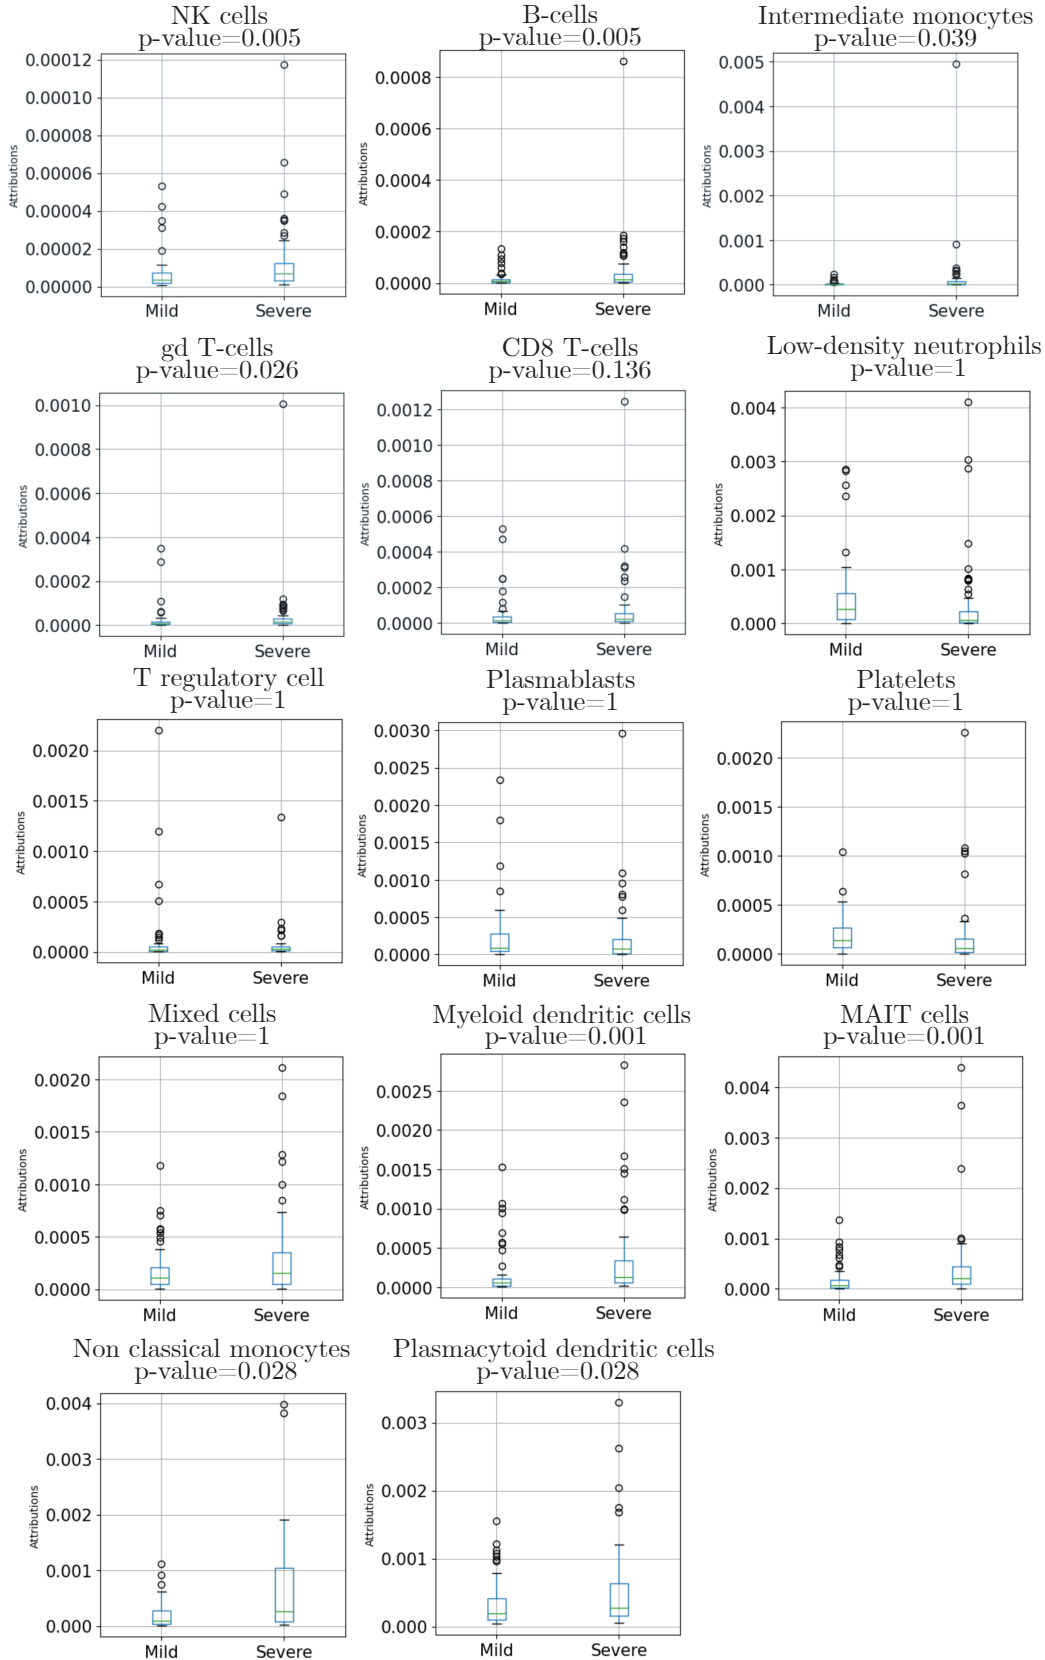 NK cells
p-value=0.005
0.00012
0.00010
0.00008
0.00006
0.00004
0.00002
0.00000
Attributions
Mild Severe
B-cells
p-value=0.005
0.0008
0.0006
0.0004
0.0002
0.0000
Attributions
Mild Severe
Intermediate monocytes
p-value=0.039
0.005
0.004
0.003
0.002
0.001
0.000
Attributions
Mild Severe
gd T-cells
p-value=0.026
0.0010
0.0008
0.0006
0.0004
0.0002
0.0000
Attributions
Mild Severe
CD8 T-cells
p-value=0.136
0.0012
0.0010
0.0008
0.0006
0.0004
0.0002
0.0000
Attributions
Mild Severe
Low-density neutrophils
p-value=1
0.004
0.003
0.002
0.001
0.000
Attributions
Mild Severe
T regulatory cell
p-value=1
0.0020
0.0015
0.0010
0.0005
0.0000
Attributions
Mild Severe
Plasmablasts
p-value=1
0.0030
0.0025
0.0020
0.0015
0.0010
0.0005
0.0000
Attributions
Mild Severe
Platelets
p-value=1
0.0020
0.0015
0.0010
0.0005
0.0000
Attributions
Mild Severe
Mixed cells
p-value=1
0.0020
0.0015
0.0010
0.0005
0.0000
Attributions
Mild Severe
Myeloid dendritic cells
p-value=0.001
0.0025
0.0020
0.0015
0.0010
0.0005
0.0000
Attributions
Mild Severe
MAIT cells
p-value=0.001
0.004
0.003
0.002
0.001
0.000
Attributions
Mild Severe
Non classical monocytes
p-value=0.028
0.004
0.003
0.002
0.001
0.000
Attributions
Mild Severe
Plasmacytoid dendritic cells
p-value=0.028
0.003
0.002
0.001
0.000
Attributions
Mild Severe